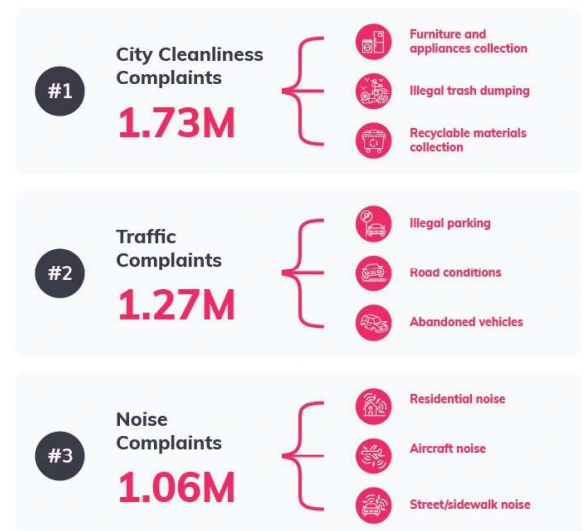 #1
City Cleanliness
Complaints
1.73M
Furniture and
appliances collection
Illegal trash dumping
Recyclable materials
collection
#2
Traffic
Complaints
1.27M
Illegal parking
Road conditions
Abandoned vehicles
#3
Noise
Complaints
1.06M
Residential noise
Aircraft noise
Street/sidewalk noise